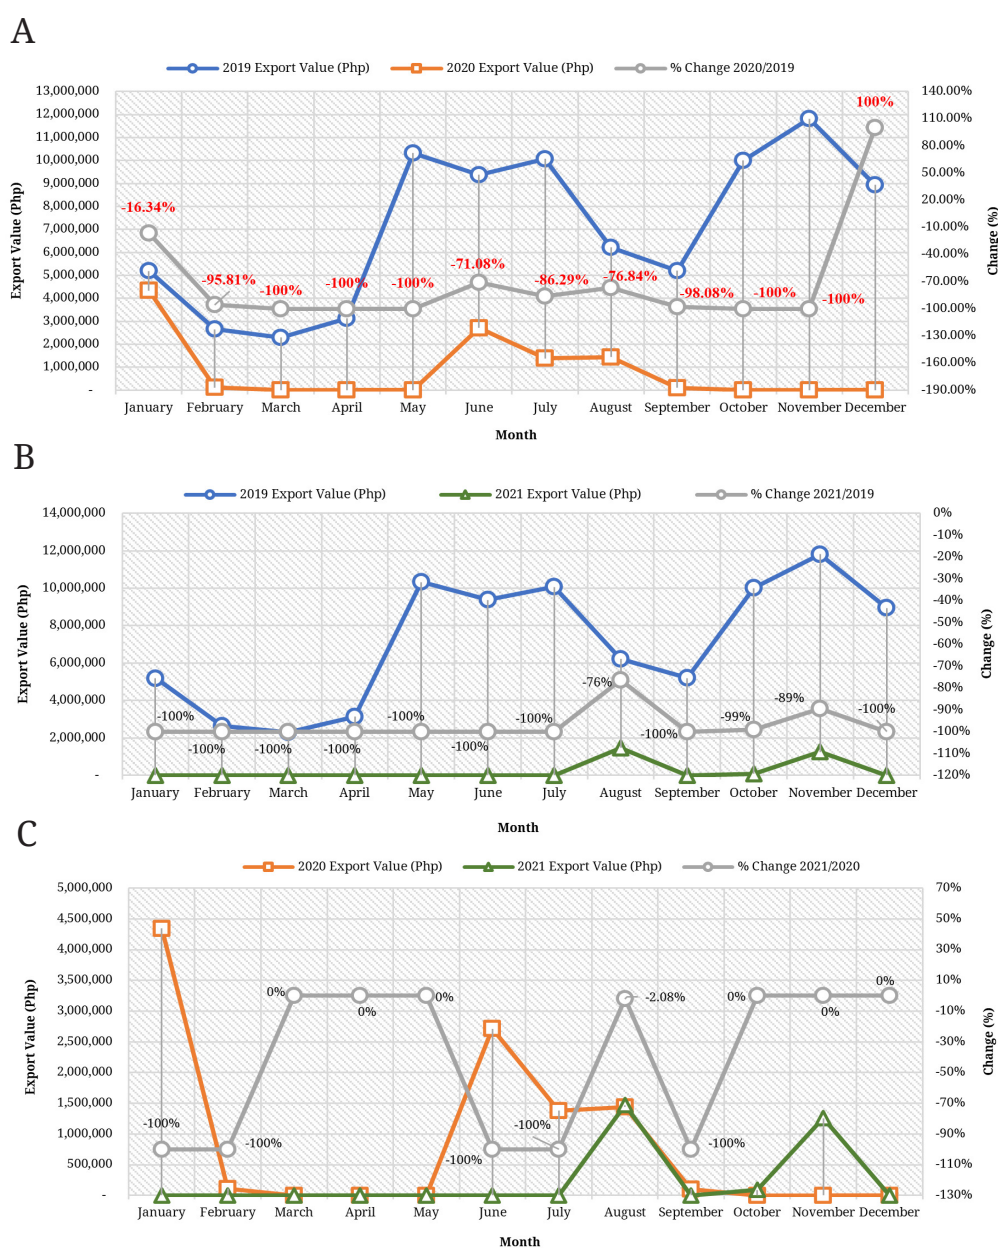 A
2019 Export Value (Php) 2020 Export Value (Php) % Change 2020/2019
13,000,000 140.00%
12,000,000 110.00%
11,000,000 80.00%
10,000,000 50.00%
9,000,000 20.00%
8,000,000 -10.00%
7,000,000 -40.00%
6,000,000 -70.00%
5,000,000 -100.00%
4,000,000 -130.00%
3,000,000 -160.00%
2,000,000 -190.00%
1,000,000
-
Export Value (Php)
Change (%)
-16.34% -95.81% -100% -100% -100% -71.08% -86.29% -76.84% -98.08% -100% -100% 100%
January February March April May June July August September October November December
Month
B
2019 Export Value (Php) 2021 Export Value (Php) % Change 2021/2019
14,000,000
12,000,000
10,000,000
8,000,000
6,000,000
4,000,000
2,000,000
-
Export Value (Php)
0%
-10%
-20%
-30%
-40%
-50%
-60%
-70%
-80%
-90%
-100%
-110%
-120%
Change (%)
-100% -100% -100% -100% -100% -100% -100% -76% -100% -99% -89% -100%
January February March April May June July August September October November December
Month
C
2020 Export Value (Php) 2021 Export Value (Php) % Change 2021/2020
5,000,000 70%
4,500,000 50%
4,000,000 30%
3,500,000 10%
3,000,000 -10%
2,500,000 -30%
2,000,000 -50%
1,500,000 -70%
1,000,000 -90%
500,000 -110%
- -130%
Export Value (Php)
Change (%)
-100% -100% 0% 0% 0% -100% -100% -2.08% -100% 0% 0% 0%
January February March April May June July August September October November December
Month